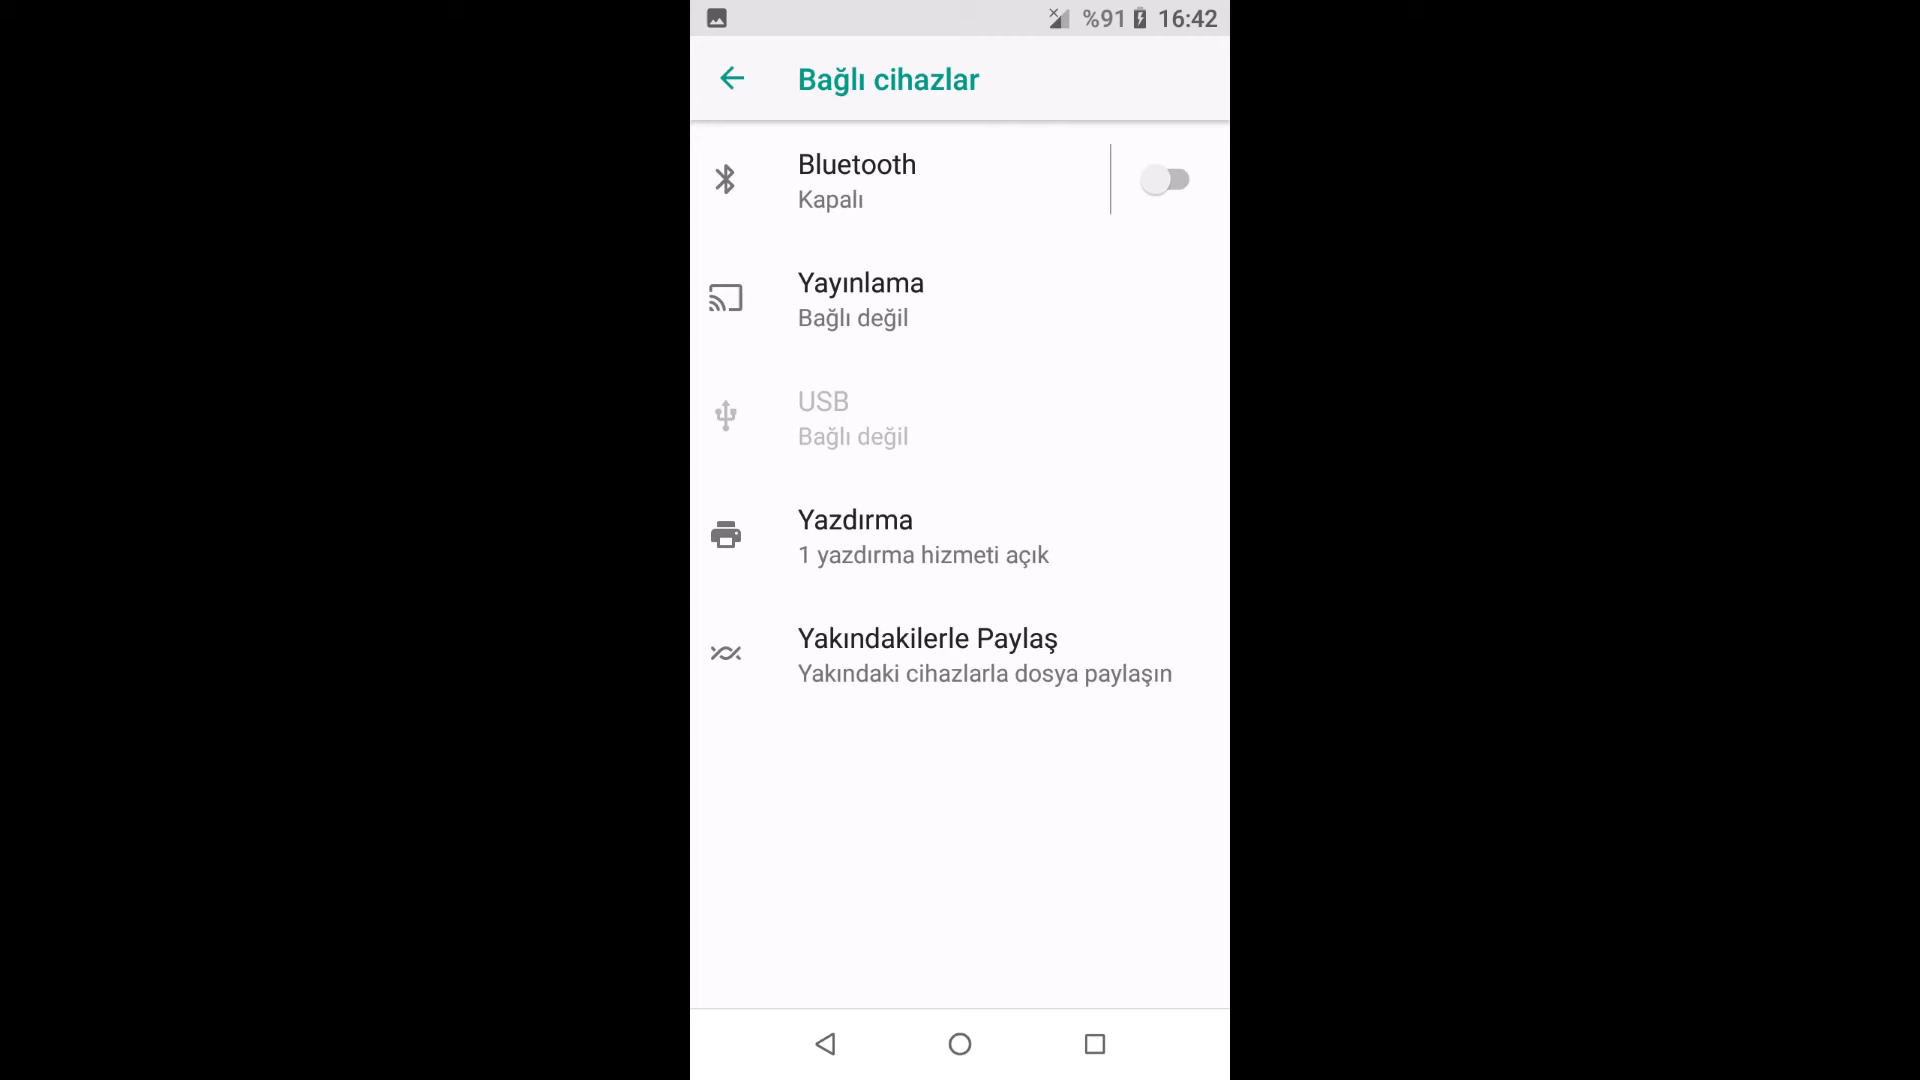 %91 16:42
Bağlı cihazlar
Bluetooth
Kapalı
Yayınlama
Bağlı değil
USB
Bağlı değil
Yazdırma
1 yazdırma hizmeti açık
Yakındakilerle Paylaş
Yakındaki cihazlarla dosya paylaşın